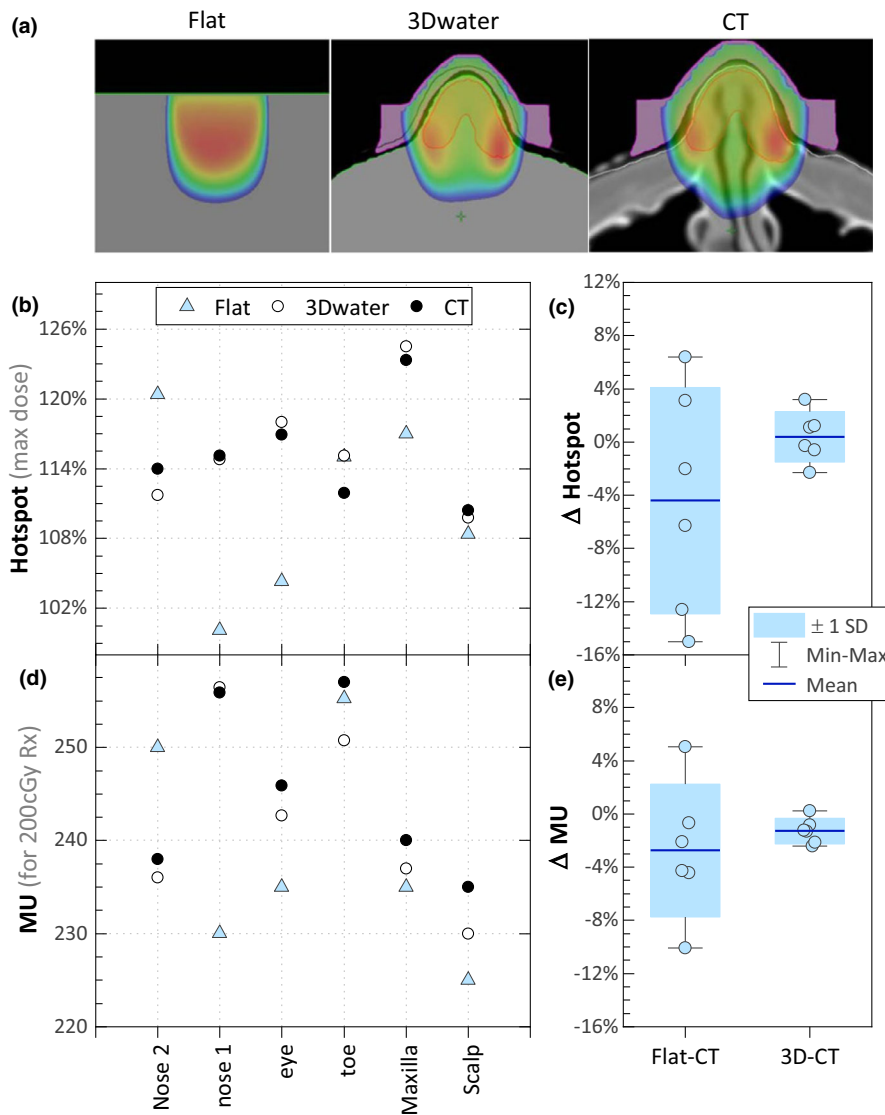 (a)
Flat 3Dwater CT
(b)
Flat 3Dwater CT
Hotspot (max dose)
126%
120%
114%
108%
102%
(c)
Δ Hotspot
12%
8%
4%
0%
-4%
-8%
-12%
-16%
± 1 SD
Min-Max
Mean
(d)
MU (for 200cGy Rx)
250
240
230
220
Nose 2
nose 1
eye
toe
Maxilla
Scalp
(e)
Δ MU
8%
4%
0%
-4%
-8%
-12%
-16%
Flat-CT 3D-CT